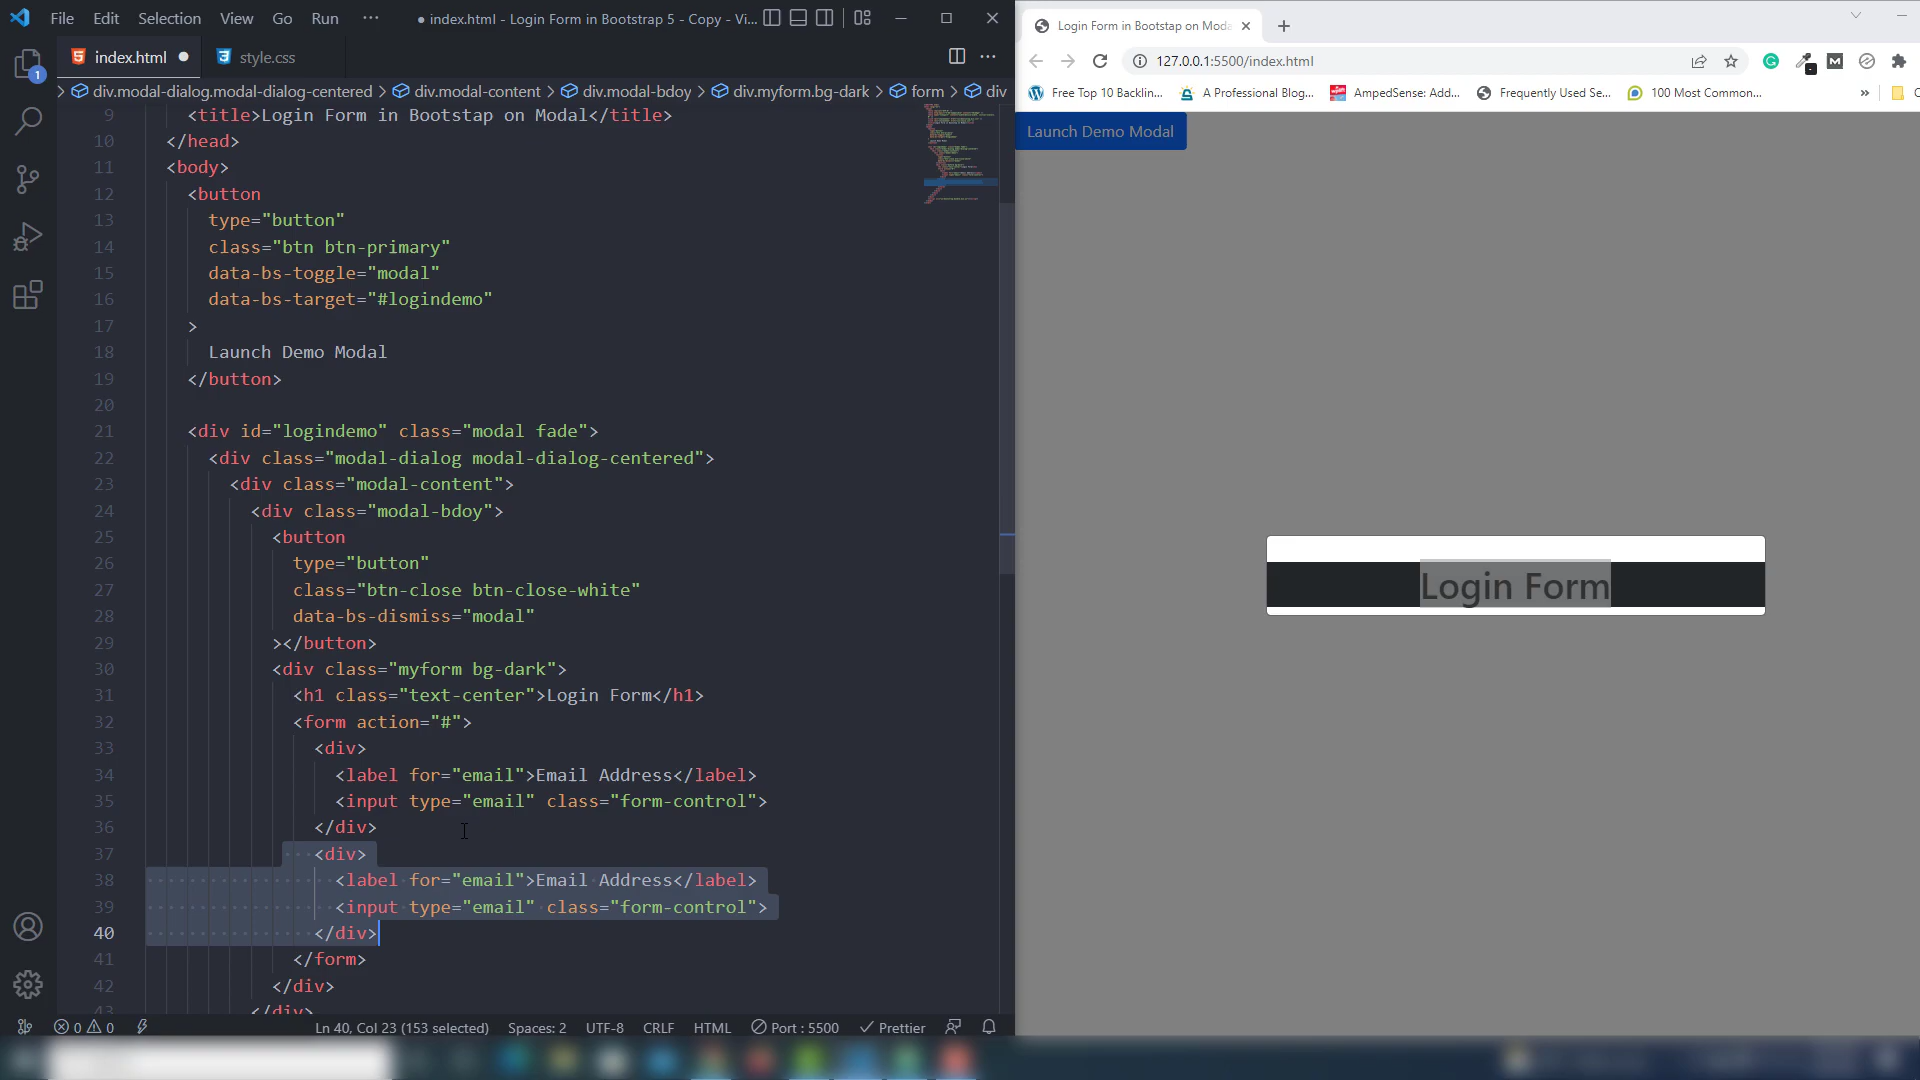 File Edit Selection View Go Run ··· ● index.html - Login Form in Bootstrap 5 - Copy - Vi...
index.html ● style.css
> div.modal-dialog.modal-dialog-centered > div.modal-content > div.modal-bdoy > div.myform.bg-dark > form > div
9 <title>Login Form in Bootstap on Modal</title>
10 </head>
11 <body>
12 <button
13 type="button"
14 class="btn btn-primary"
15 data-bs-toggle="modal"
16 data-bs-target="#logindemo"
17 >
18 Launch Demo Modal
19 </button>
20
21 <div id="logindemo" class="modal fade">
22 <div class="modal-dialog modal-dialog-centered">
23 <div class="modal-content">
24 <div class="modal-bdoy">
25 <button
26 type="button"
27 class="btn-close btn-close-white"
28 data-bs-dismiss="modal"
29 ></button>
30 <div class="myform bg-dark">
31 <h1 class="text-center">Login Form</h1>
32 <form action="#">
33 <div>
34 <label for="email">Email Address</label>
35 <input type="email" class="form-control">
36 </div>
37 <div>
38 <label for="email">Email Address</label>
39 <input type="email" class="form-control">
40 </div>
41 </form>
42 </div>
43 </div>
1
0 0 Ln 40, Col 23 (153 selected) Spaces: 2 UTF-8 CRLF HTML Port : 5500 Prettier
Login Form in Bootstap on Moda
127.0.0.1:5500/index.html
Free Top 10 Backlin... A Professional Blog... AmpedSense: Add... Frequently Used Se... 100 Most Common... »
Launch Demo Modal
Login Form